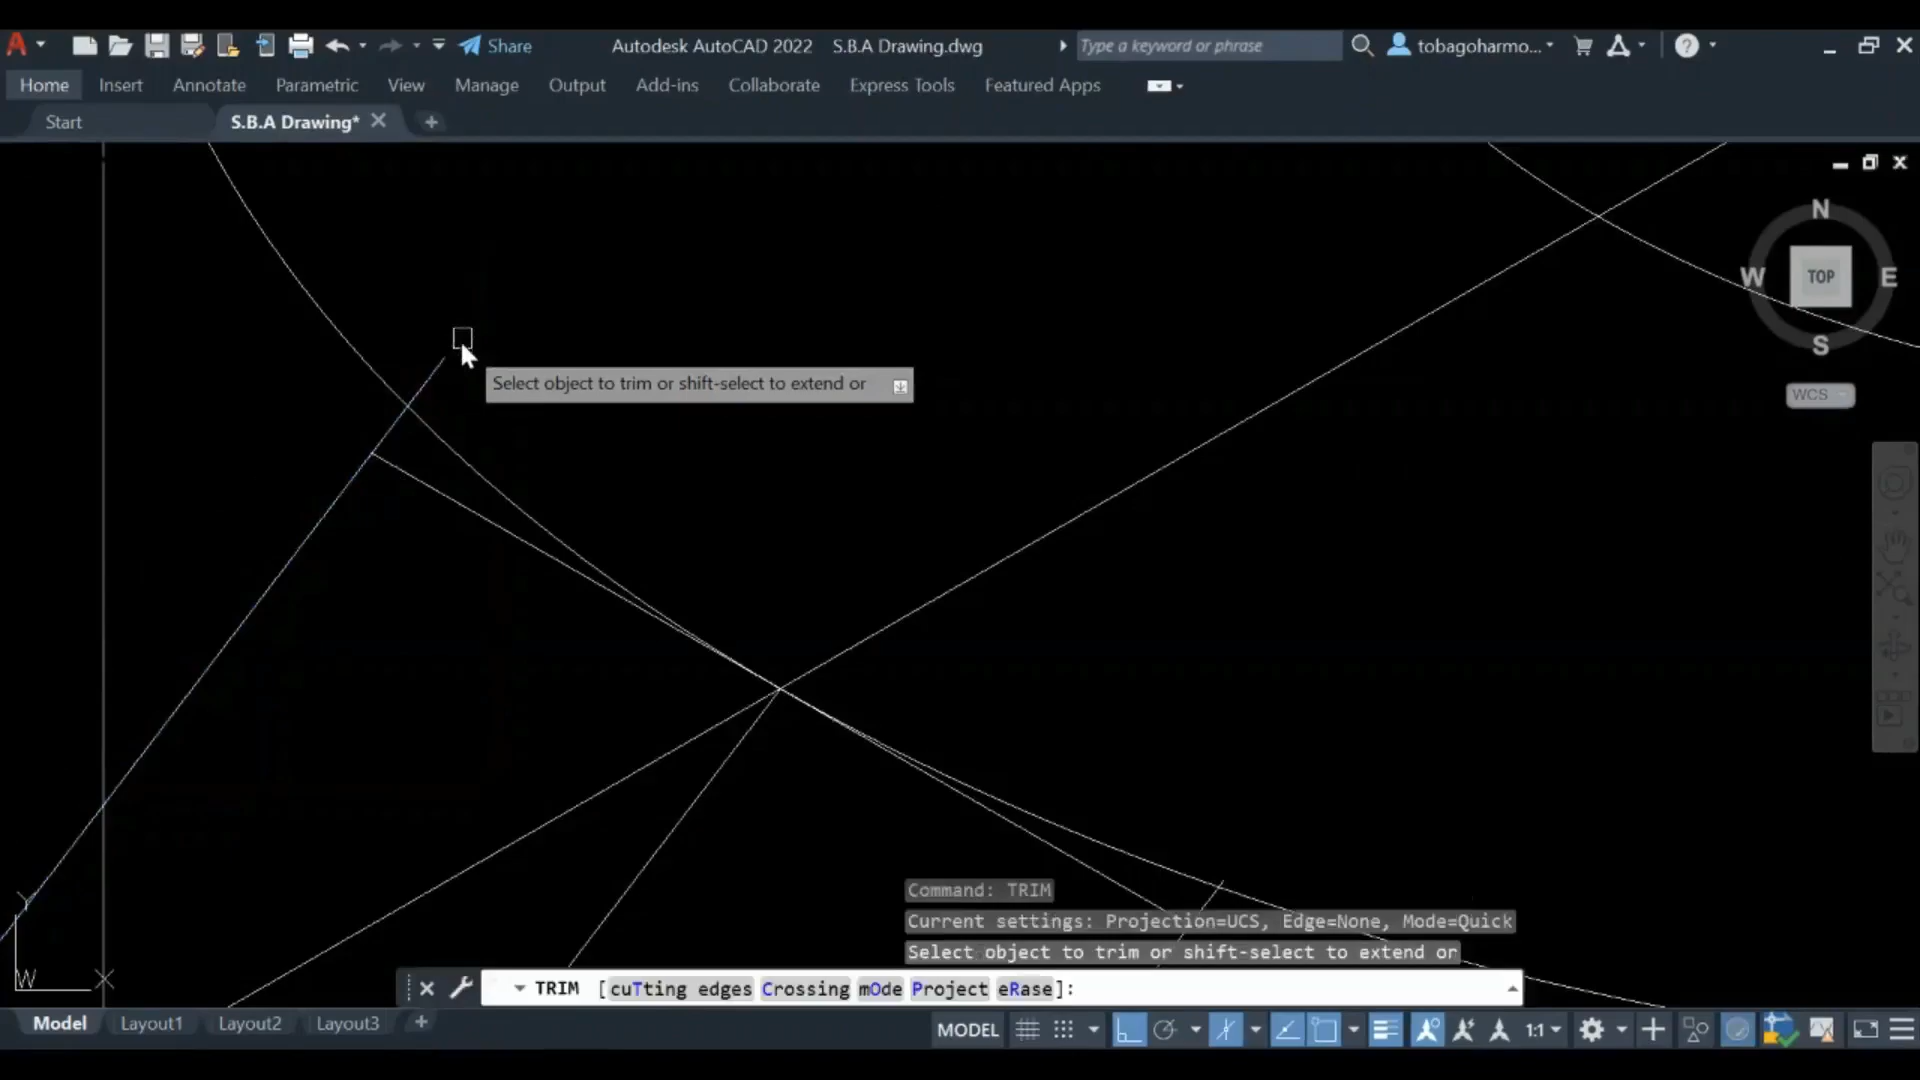 Share
Autodesk AutoCAD 2022 S.B.A Drawing.dwg
Type a keyword or phrase
tobagoharmo...
Home Insert Annotate Parametric View Manage Output Add-ins Collaborate Express Tools Featured Apps
Start
S.B.A Drawing*
N
W TOP E
S
WCS
Select object to trim or shift-select to extend or
Command: TRIM
Current settings: Projection=UCS, Edge=None, Mode=Quick
Select object to trim or shift-select to extend or
Y
W X
TRIM [cuTting edges Crossing mOde Project eRase]:
Model Layout1 Layout2 Layout3
MODEL
1:1